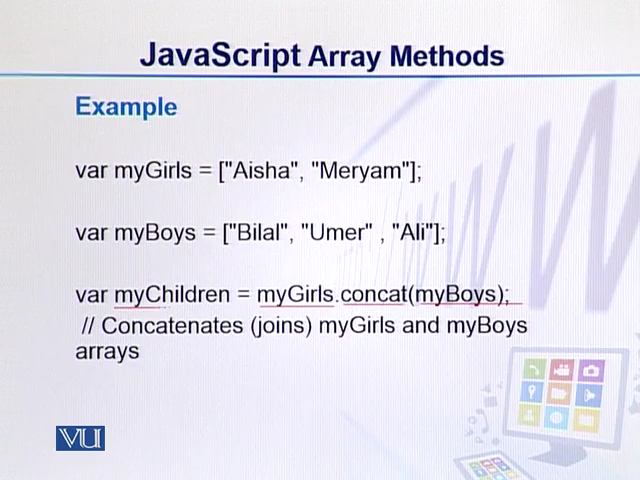 JavaScript Array Methods
Example
var myGirls = ["Aisha", "Meryam"];
var myBoys = ["Bilal", "Umer" , "Ali"];
var myChildren = myGirls.concat(myBoys);
// Concatenates (joins) myGirls and myBoys
arrays
VU